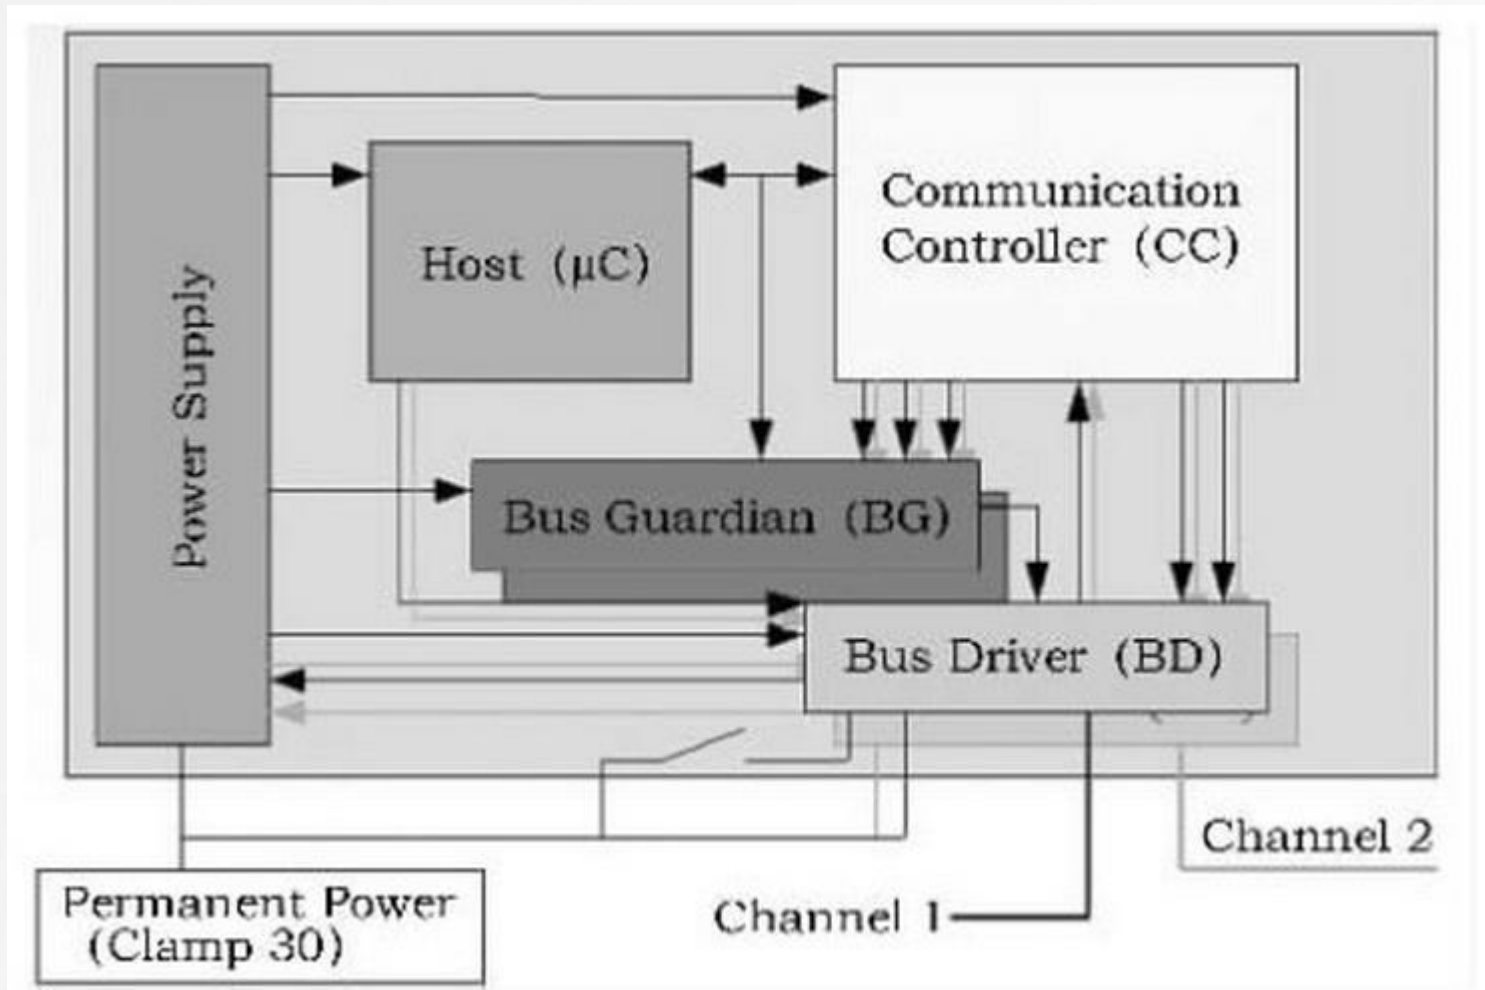 Communication
Controller (CC)
Host (µC)
Power Supply
Bus Guardian (BG)
Bus Driver (BD)
Channel 2
Permanent Power
(Clamp 30)
Channel 1